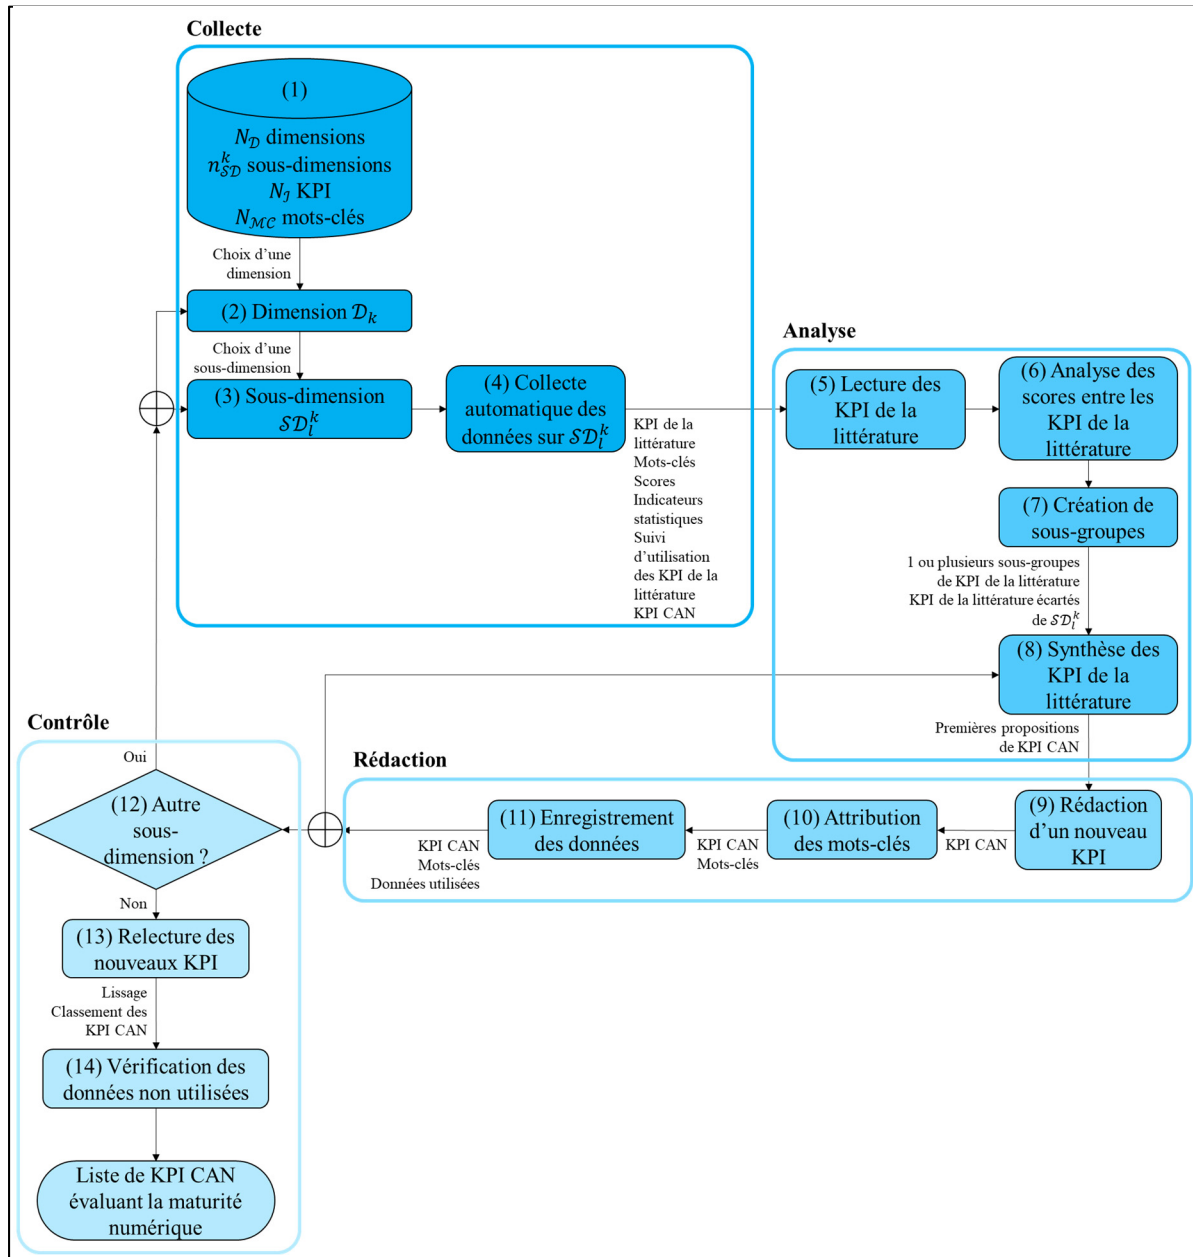 Collecte
(1)
N_𝒟 dimensions
n_𝒮𝒟^k sous-dimensions
N_ℐ KPI
N_ℳ𝒞 mots-clés
Choix d’une
dimension
(2) Dimension 𝒟_k
Choix d’une
sous-dimension
(3) Sous-dimension
𝒮𝒟_l^k
(4) Collecte
automatique des
données sur 𝒮𝒟_l^k
KPI de la
littérature
Mots-clés
Scores
Indicateurs
statistiques
Suivi
d’utilisation
des KPI de la
littérature
KPI CAN
Analyse
(5) Lecture des
KPI de la
littérature
(6) Analyse des
scores entre les
KPI de la
littérature
(7) Création de
sous-groupes
1 ou plusieurs sous-groupes
de KPI de la littérature
KPI de la littérature écartés
de 𝒮𝒟_l^k
(8) Synthèse des
KPI de la
littérature
Premières propositions
de KPI CAN
Rédaction
(9) Rédaction
d’un nouveau
KPI
KPI CAN
(10) Attribution
des mots-clés
KPI CAN
Mots-clés
(11) Enregistrement
des données
KPI CAN
Mots-clés
Données utilisées
Contrôle
Oui
(12) Autre
sous-
dimension ?
Non
(13) Relecture des
nouveaux KPI
Lissage
Classement des
KPI CAN
(14) Vérification des
données non utilisées
Liste de KPI CAN
évaluant la maturité
numérique